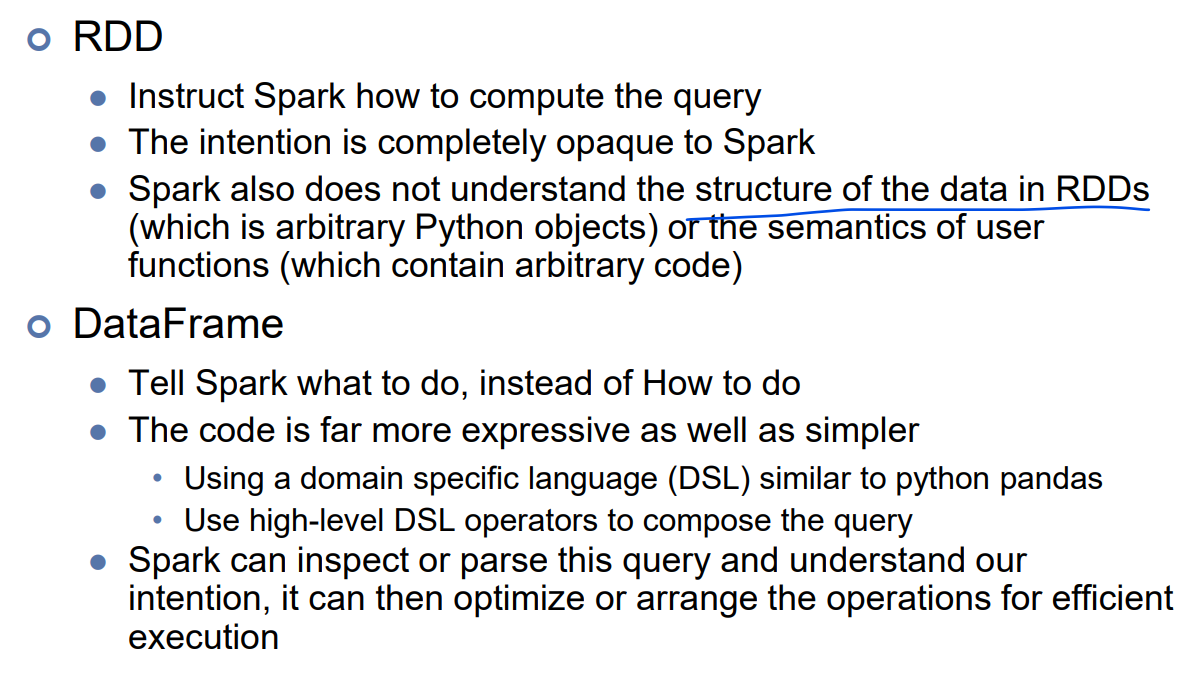 RDD
Instruct Spark how to compute the query
The intention is completely opaque to Spark
Spark also does not understand the structure of the data in RDDs
(which is arbitrary Python objects) or the semantics of user
functions (which contain arbitrary code)
DataFrame
Tell Spark what to do, instead of How to do
The code is far more expressive as well as simpler
Using a domain specific language (DSL) similar to python pandas
Use high-level DSL operators to compose the query
Spark can inspect or parse this query and understand our
intention, it can then optimize or arrange the operations for efficient
execution